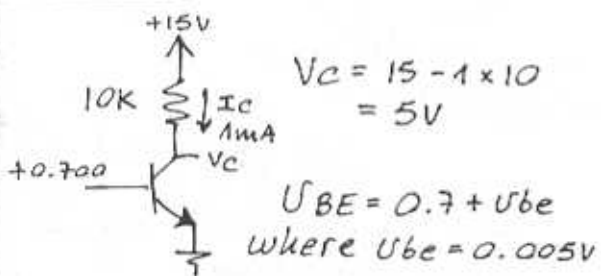 +15V
10K
Ic
1mA
Vc
+0.700
Vc = 15 - 1 x 10
= 5V
UBE = 0.7 + Ube
where Ube = 0.005V